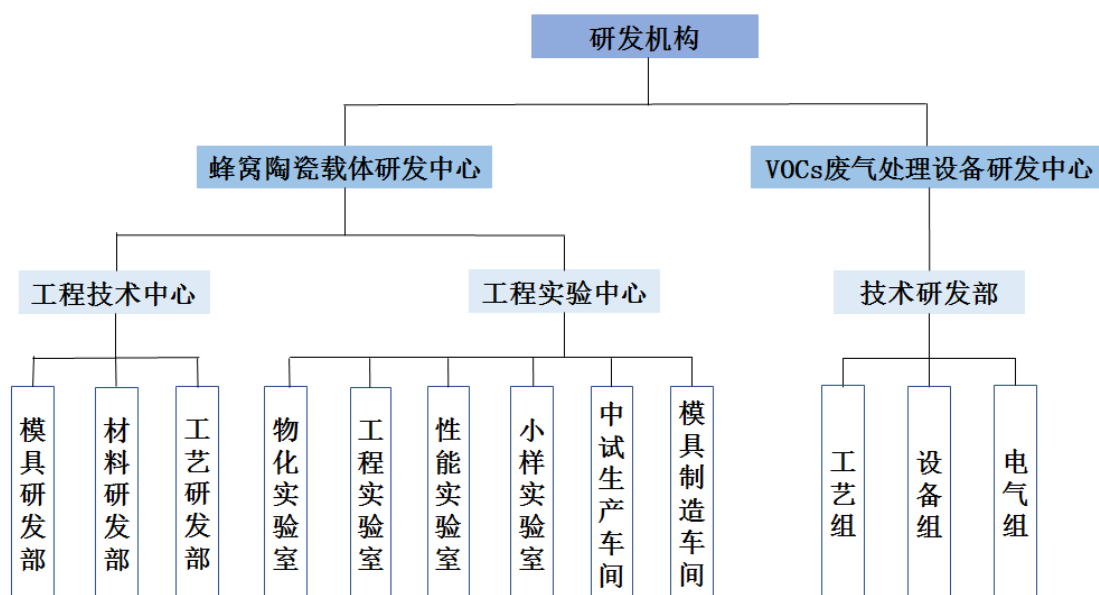 研发机构
蜂窝陶瓷载体研发中心
VOCs废气处理设备研发中心
工程技术中心
工程实验中心
技术研发部
模具研发部
材料研发部
工艺研发部
物化实验室
工程实验室
性能实验室
小样实验室
中试生产车间
模具制造车间
工艺组
设备组
电气组